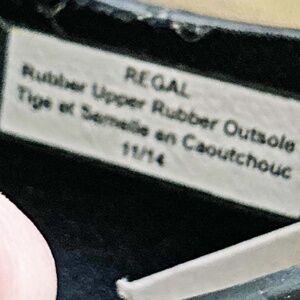 REGAL
Rubber Upper Rubber Outsole
Tige et Semelle en Caoutchouc
11/14